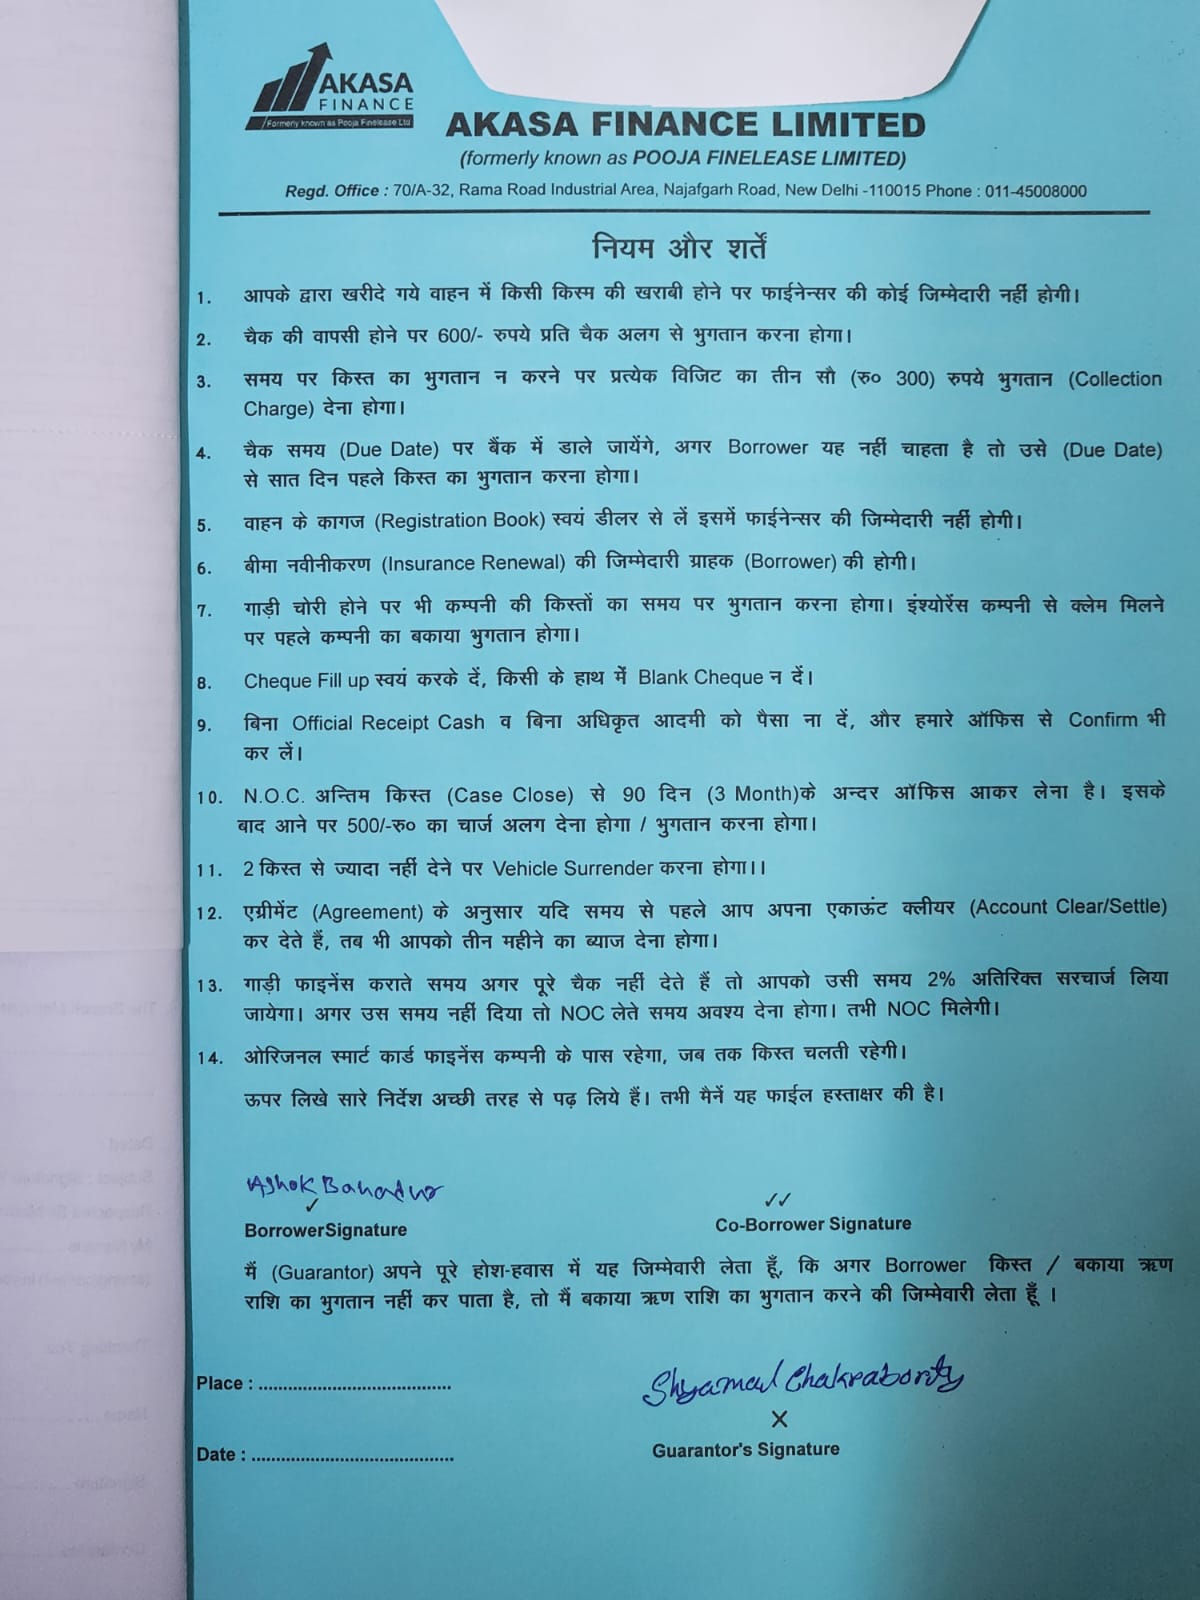 AKASA
FINANCE
Formerly known as Pooja Finelease Ltd
AKASA FINANCE LIMITED
(formerly known as POOJA FINELEASE LIMITED)
Regd. Office : 70/A-32, Rama Road Industrial Area, Najafgarh Road, New Delhi -110015 Phone : 011-45008000
नियम और शर्तें
1. आपके द्वारा खरीदे गये वाहन में किसी किस्म की खराबी होने पर फाईनेन्सर की कोई जिम्मेदारी नहीं होगी।
2. चैक की वापसी होने पर 600/- रुपये प्रति चैक अलग से भुगतान करना होगा।
3. समय पर किस्त का भुगतान न करने पर प्रत्येक विजिट का तीन सौ (रु० 300) रुपये भुगतान (Collection
Charge) देना होगा।
4. चैक समय (Due Date) पर बैंक में डाले जायेंगे, अगर Borrower यह नहीं चाहता है तो उसे (Due Date)
से सात दिन पहले किस्त का भुगतान करना होगा।
5. वाहन के कागज (Registration Book) स्वयं डीलर से लें इसमें फाईनेन्सर की जिम्मेदारी नहीं होगी।
6. बीमा नवीनीकरण (Insurance Renewal) की जिम्मेदारी ग्राहक (Borrower) की होगी।
7. गाड़ी चोरी होने पर भी कम्पनी की किस्तों का समय पर भुगतान करना होगा। इंश्योरेंस कम्पनी से क्लेम मिलने
पर पहले कम्पनी का बकाया भुगतान होगा।
8. Cheque Fill up स्वयं करके दें, किसी के हाथ में Blank Cheque न दें।
9. बिना Official Receipt Cash व बिना अधिकृत आदमी को पैसा ना दें, और हमारे ऑफिस से Confirm भी
कर लें।
10. N.O.C. अन्तिम किस्त (Case Close) से 90 दिन (3 Month)के अन्दर ऑफिस आकर लेना है। इसके
बाद आने पर 500/-रु० का चार्ज अलग देना होगा / भुगतान करना होगा।
11. 2 किस्त से ज्यादा नहीं देने पर Vehicle Surrender करना होगा।।
12. एग्रीमेंट (Agreement) के अनुसार यदि समय से पहले आप अपना एकाऊंट क्लीयर (Account Clear/Settle)
कर देते हैं, तब भी आपको तीन महीने का ब्याज देना होगा।
13. गाड़ी फाइनेंस कराते समय अगर पूरे चैक नहीं देते हैं तो आपको उसी समय 2% अतिरिक्त सरचार्ज लिया
जायेगा। अगर उस समय नहीं दिया तो NOC लेते समय अवश्य देना होगा। तभी NOC मिलेगी।
14. ओरिजनल स्मार्ट कार्ड फाइनेंस कम्पनी के पास रहेगा, जब तक किस्त चलती रहेगी।
ऊपर लिखे सारे निर्देश अच्छी तरह से पढ़ लिये हैं। तभी मैनें यह फाईल हस्ताक्षर की है।
Ashok Bahadur
BorrowerSignature
Co-Borrower Signature
मैं (Guarantor) अपने पूरे होश-हवास में यह जिम्मेवारी लेता हूँ, कि अगर Borrower किस्त / बकाया ऋण
राशि का भुगतान नहीं कर पाता है, तो मैं बकाया ऋण राशि का भुगतान करने की जिम्मेवारी लेता हूँ ।
Shyamal Chakraborty
Place : ......................................
X
Guarantor's Signature
Date : ........................................